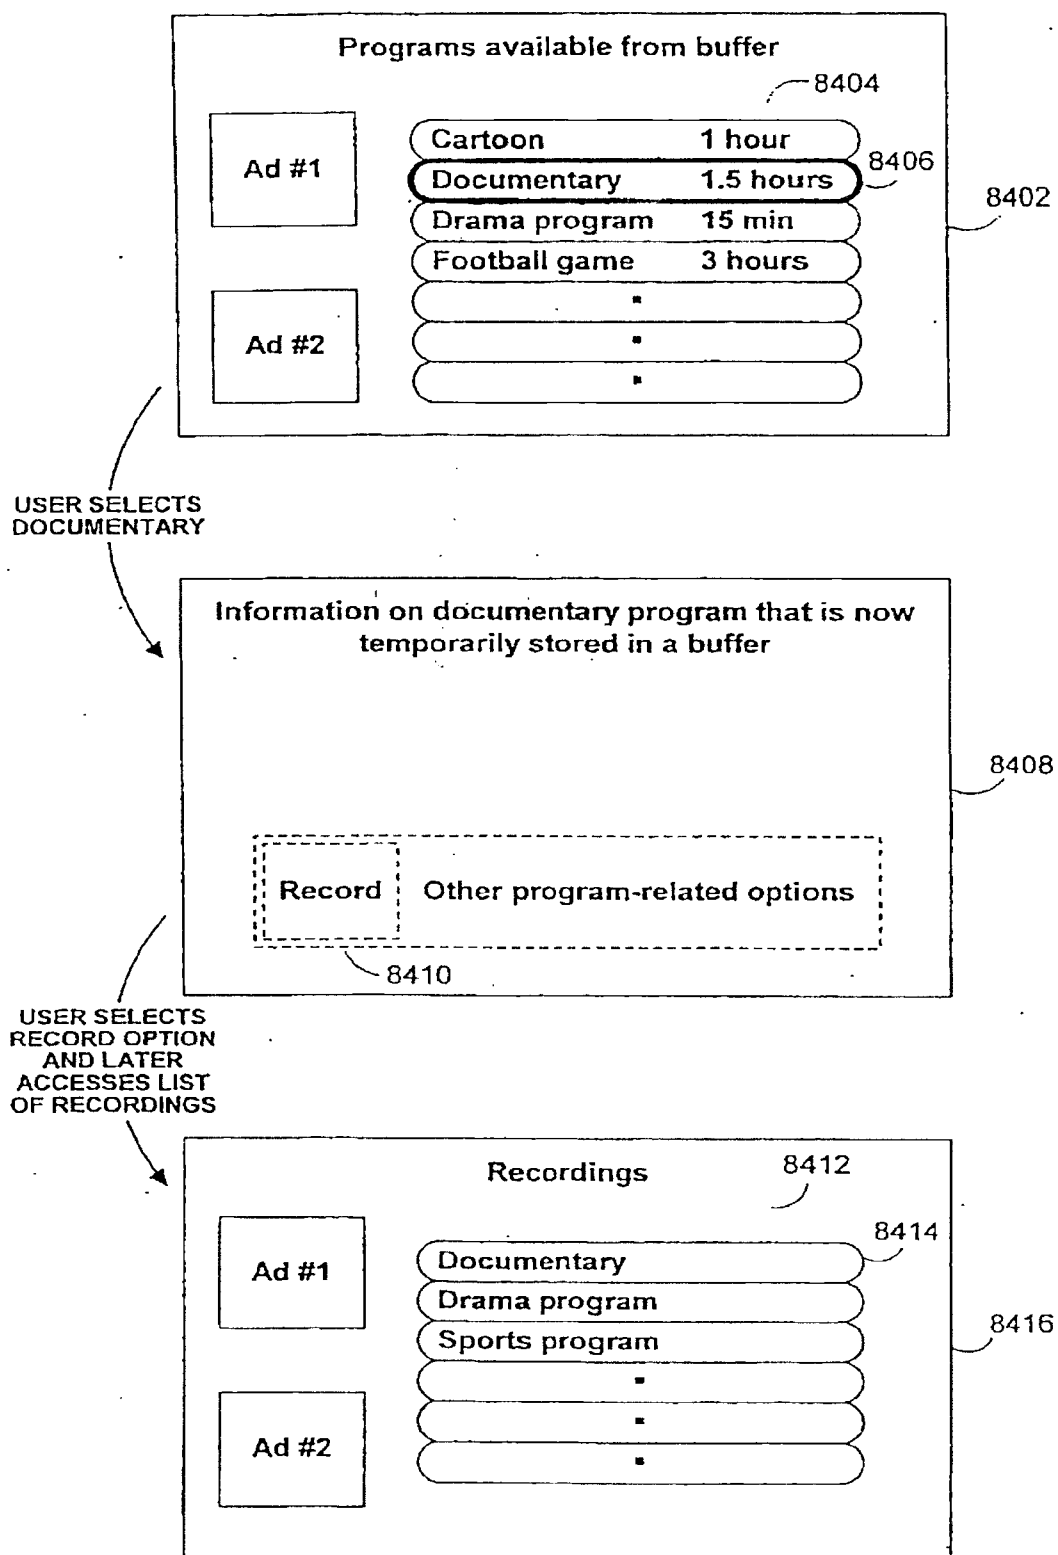 Programs available from buffer
8404
Ad #1
Cartoon 1 hour
Documentary 1.5 hours
8406
8402
Drama program 15 min
Football game 3 hours
Ad #2
USER SELECTS
DOCUMENTARY
Information on documentary program that is now
temporarily stored in a buffer
8408
Record
Other program-related options
8410
USER SELECTS
RECORD OPTION
AND LATER
ACCESSES LIST
OF RECORDINGS
Recordings
8412
8414
Ad #1
Documentary
Drama program
Sports program
8416
Ad #2